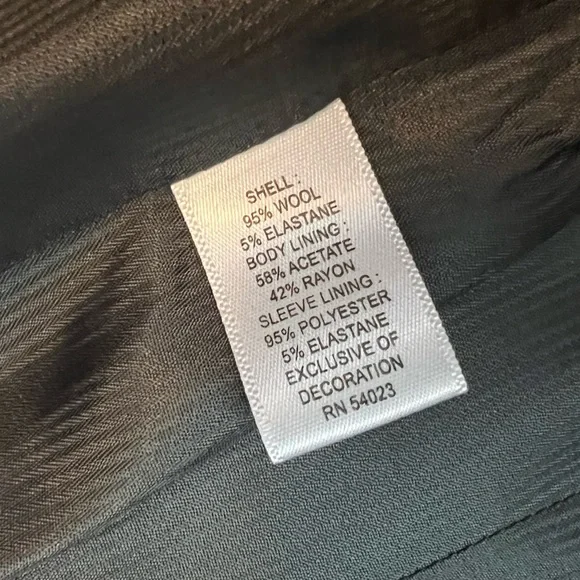 SHELL :
95% WOOL
5% ELASTANE
BODY LINING :
58% ACETATE
42% RAYON
SLEEVE LINING :
95% POLYESTER
5% ELASTANE
EXCLUSIVE OF
DECORATION
RN 54023